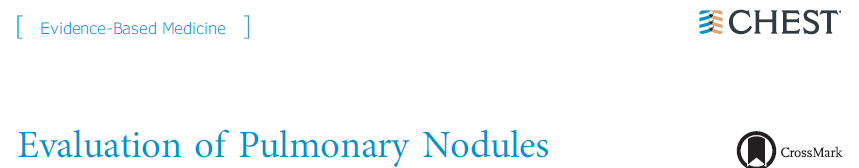 [ Evidence-Based Medicine ]
CHEST
Evaluation of Pulmonary Nodules
CrossMark